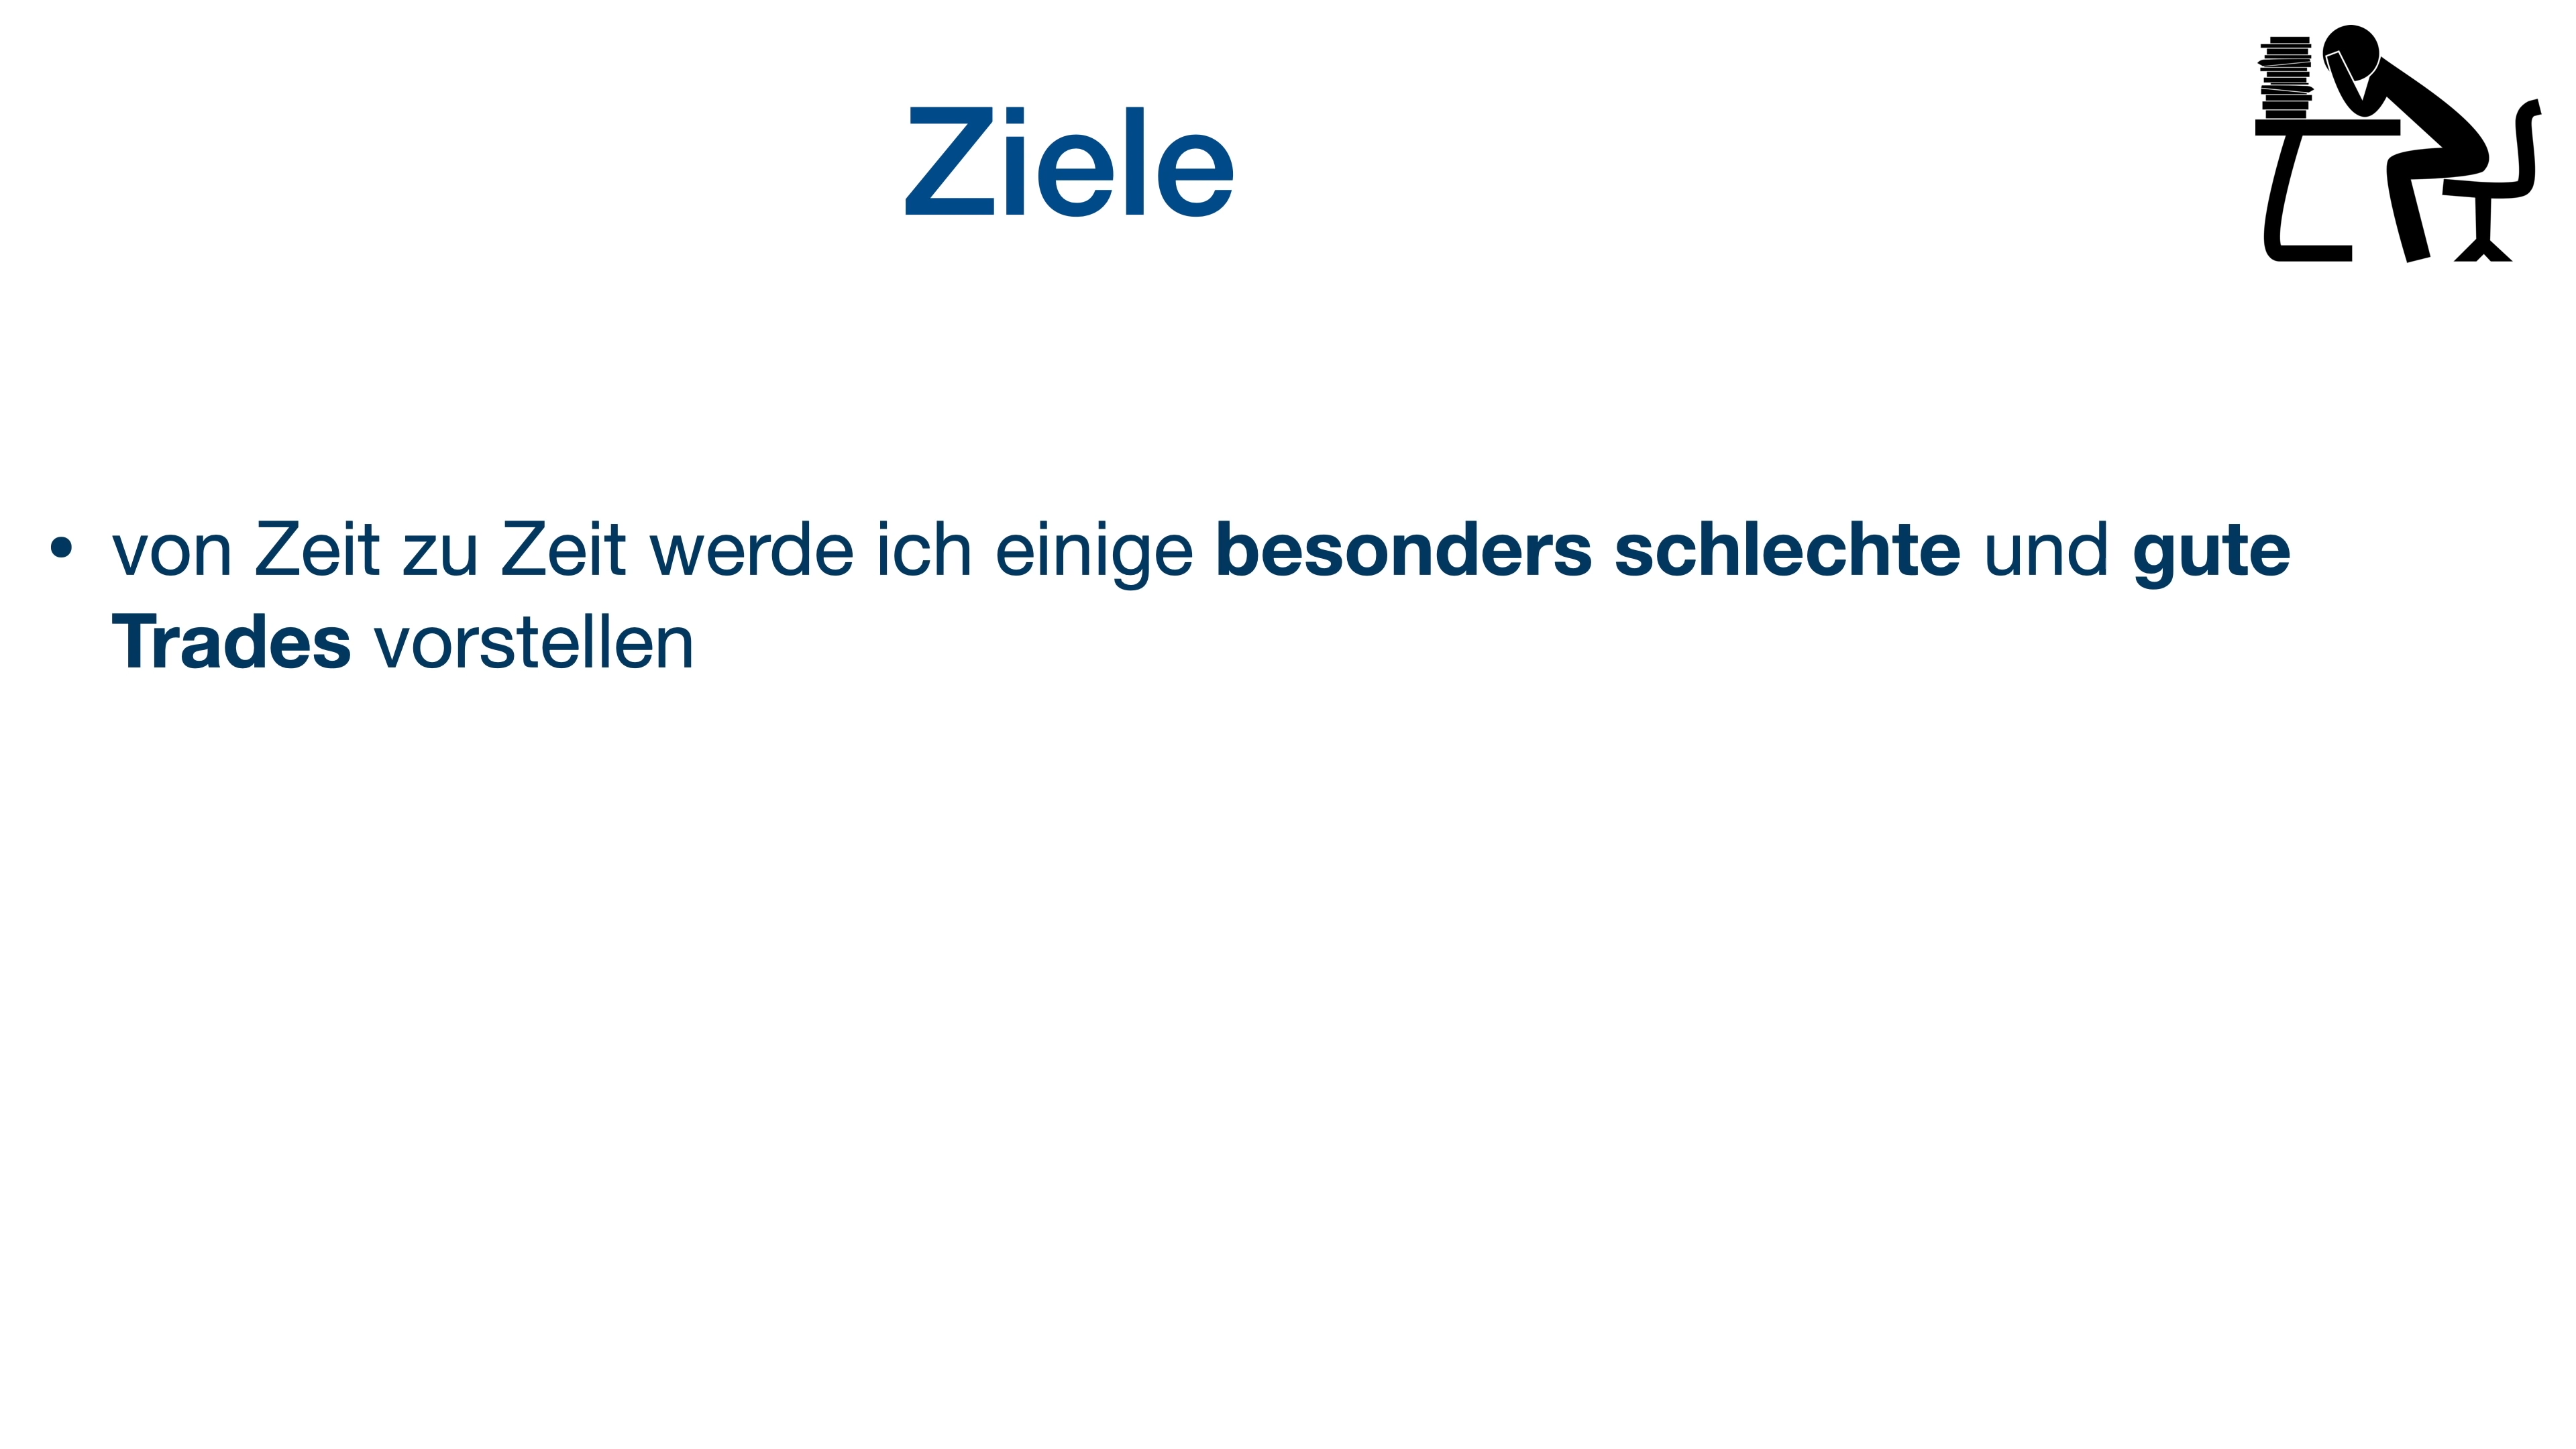 Ziele
• von Zeit zu Zeit werde ich einige besonders schlechte und gute
Trades vorstellen